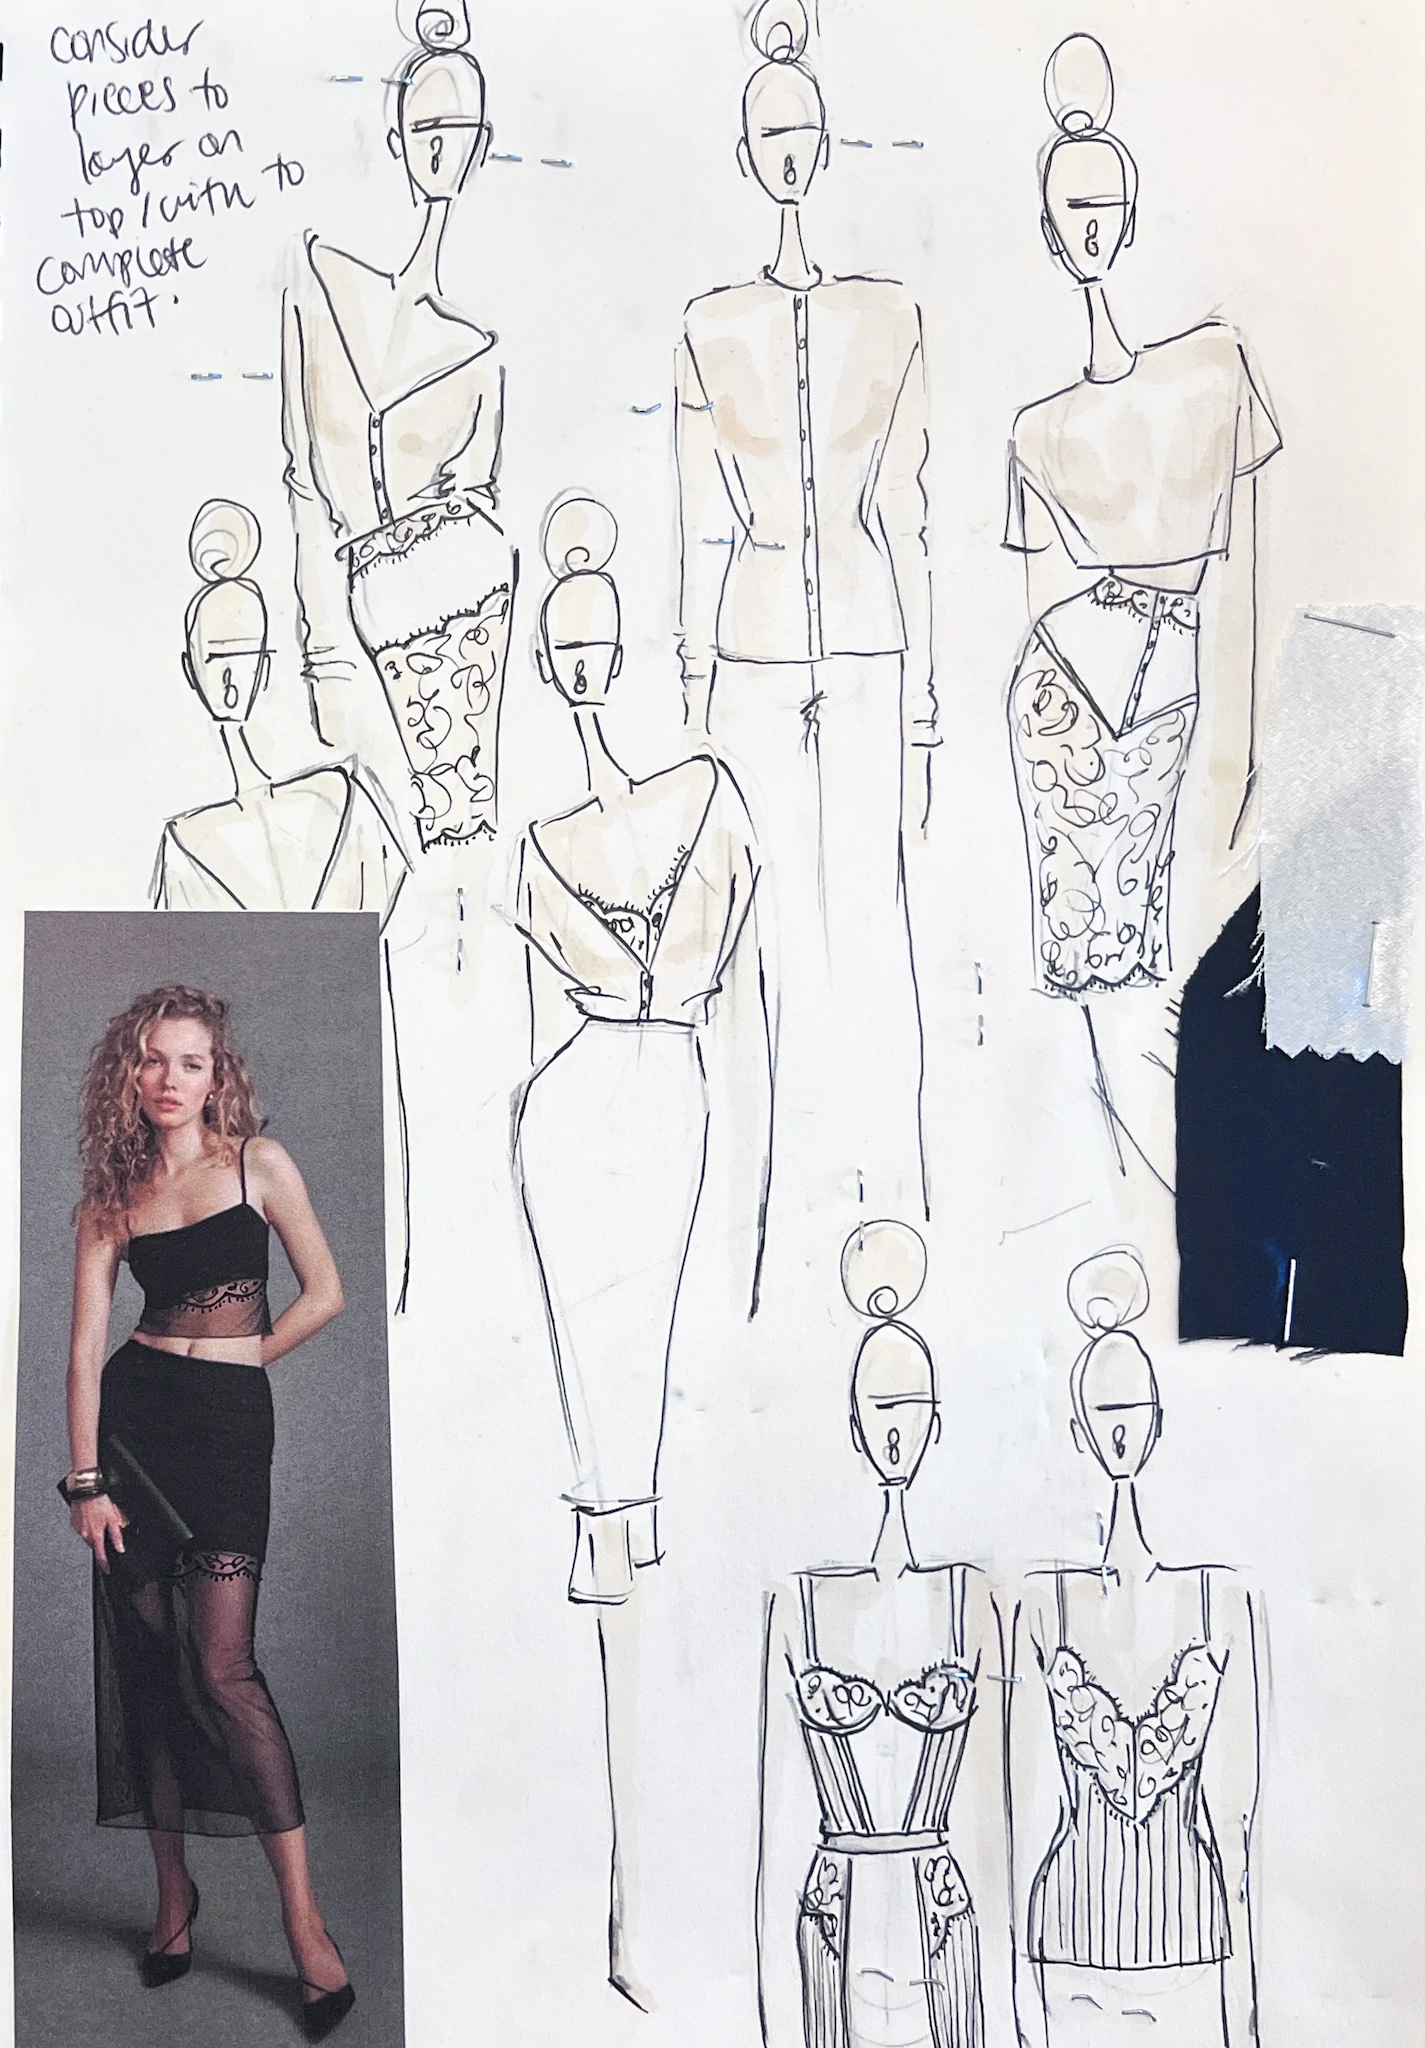 consider
pieces to
layer on
top/with to
complete
outfit.